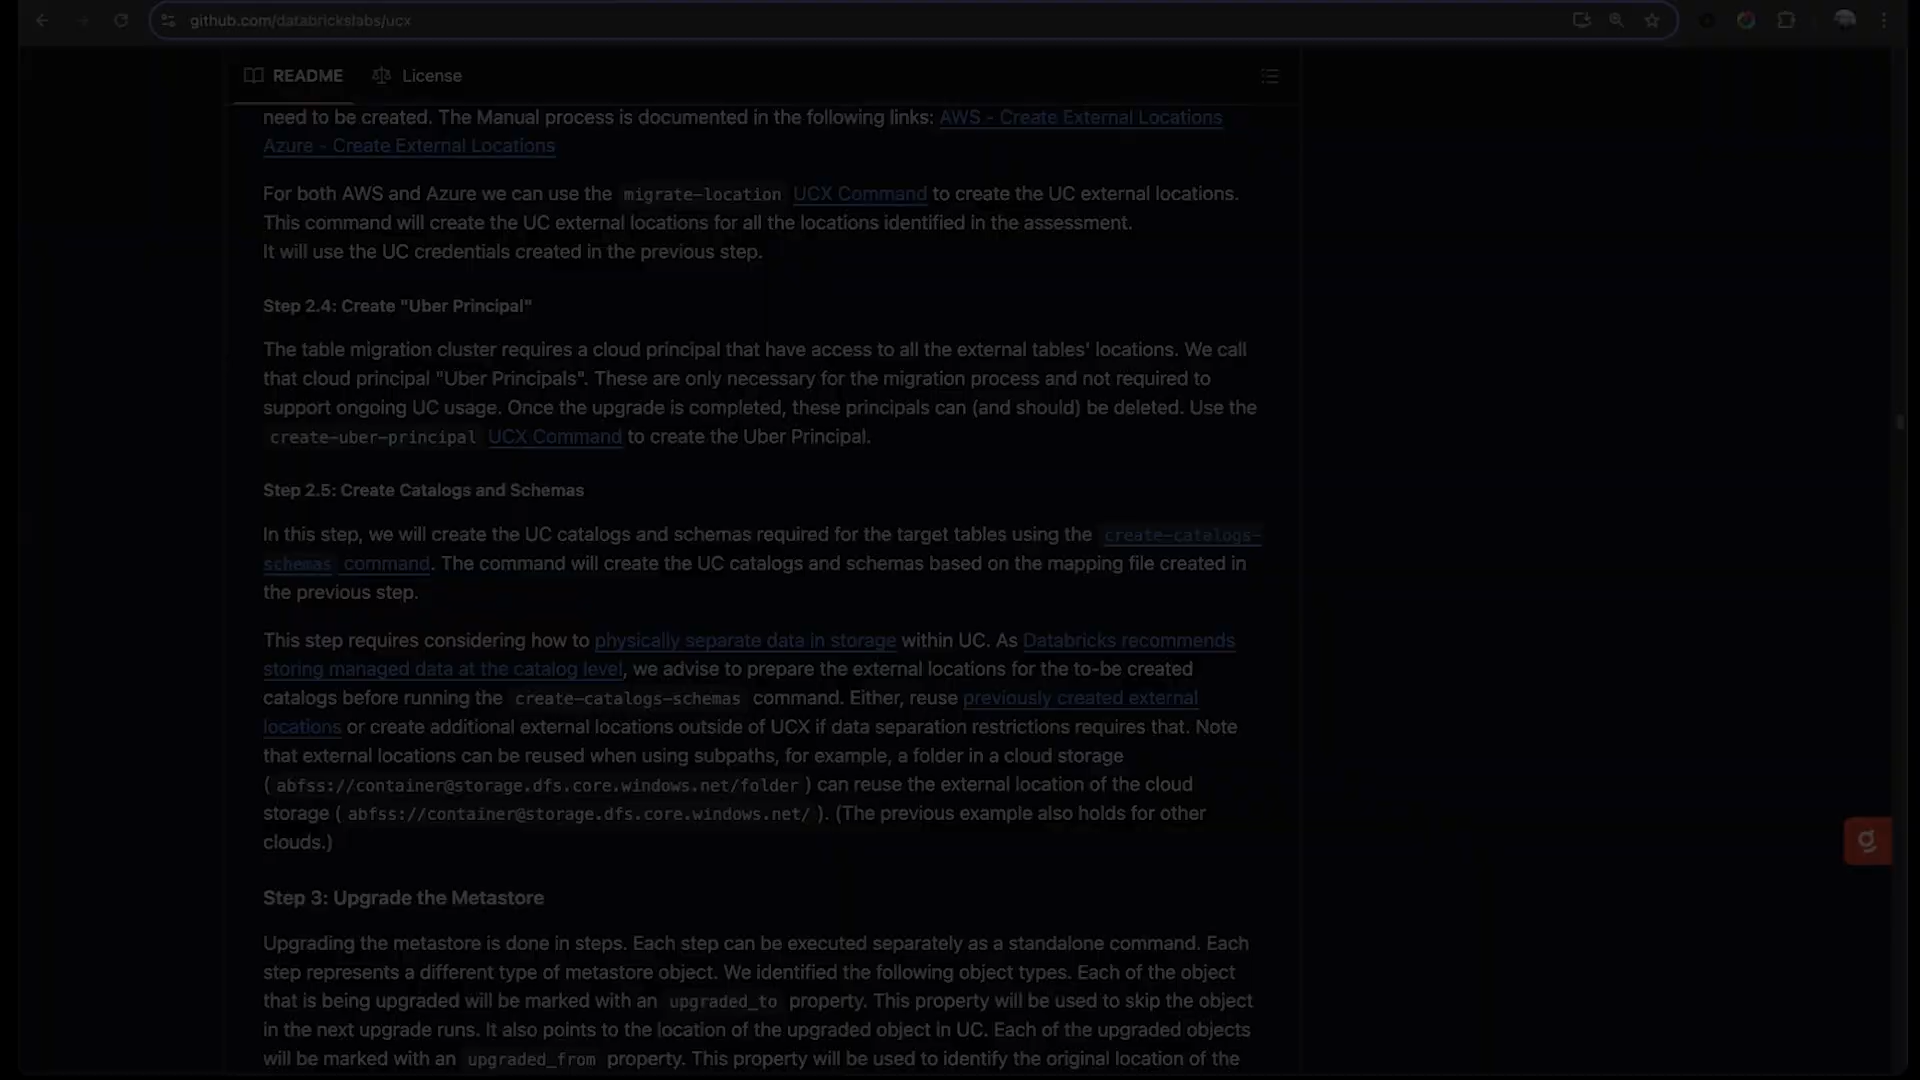 github.com/databrickslabs/ucx
README License
need to be created. The Manual process is documented in the following links: AWS - Create External Locations
Azure - Create External Locations
For both AWS and Azure we can use the migrate-location UCX Command to create the UC external locations.
This command will create the UC external locations for all the locations identified in the assessment.
It will use the UC credentials created in the previous step.
Step 2.4: Create "Uber Principal"
The table migration cluster requires a cloud principal that have access to all the external tables' locations. We call
that cloud principal "Uber Principals". These are only necessary for the migration process and not required to
support ongoing UC usage. Once the upgrade is completed, these principals can (and should) be deleted. Use the
create-uber-principal UCX Command to create the Uber Principal.
Step 2.5: Create Catalogs and Schemas
In this step, we will create the UC catalogs and schemas required for the target tables using the create-catalogs-
schemas command. The command will create the UC catalogs and schemas based on the mapping file created in
the previous step.
This step requires considering how to physically separate data in storage within UC. As Databricks recommends
storing managed data at the catalog level, we advise to prepare the external locations for the to-be created
catalogs before running the create-catalogs-schemas command. Either, reuse previously created external
locations or create additional external locations outside of UCX if data separation restrictions requires that. Note
that external locations can be reused when using subpaths, for example, a folder in a cloud storage
( abfss://container@storage.dfs.core.windows.net/folder ) can reuse the external location of the cloud
storage ( abfss://container@storage.dfs.core.windows.net/ ). (The previous example also holds for other
clouds.)
Step 3: Upgrade the Metastore
Upgrading the metastore is done in steps. Each step can be executed separately as a standalone command. Each
step represents a different type of metastore object. We identified the following object types. Each of the object
that is being upgraded will be marked with an upgraded_to property. This property will be used to skip the object
in the next upgrade runs. It also points to the location of the upgraded object in UC. Each of the upgraded objects
will be marked with an upgraded_from property. This property will be used to identify the original location of the
g